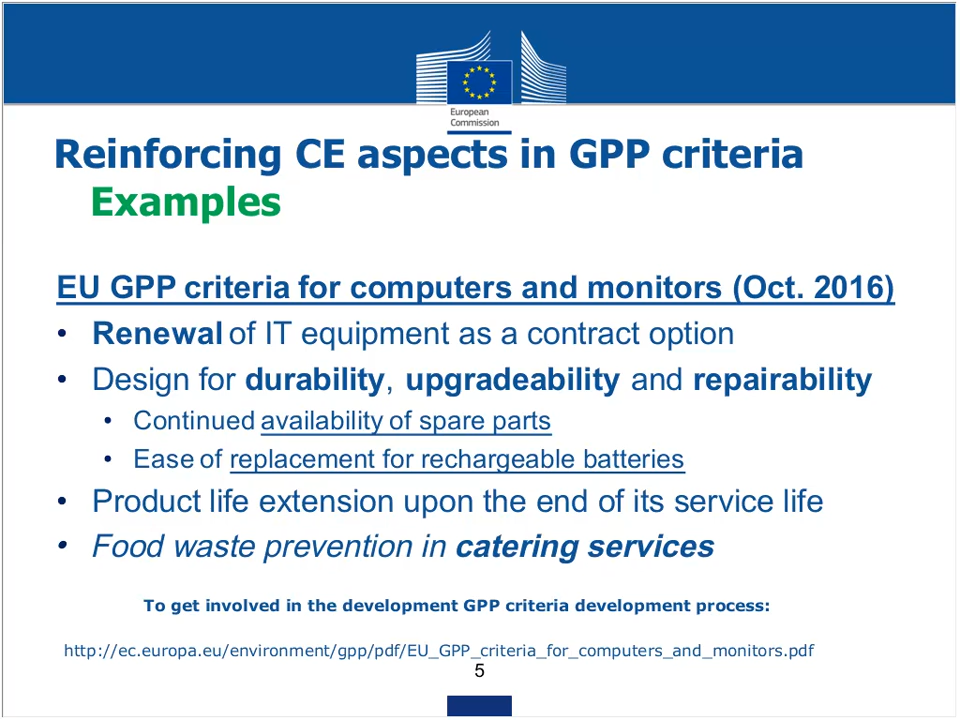 European
Commission
Reinforcing CE aspects in GPP criteria
Examples
EU GPP criteria for computers and monitors (Oct. 2016)
• Renewal of IT equipment as a contract option
• Design for durability, upgradeability and repairability
• Continued availability of spare parts
• Ease of replacement for rechargeable batteries
• Product life extension upon the end of its service life
• Food waste prevention in catering services
To get involved in the development GPP criteria development process:
http://ec.europa.eu/environment/gpp/pdf/EU_GPP_criteria_for_computers_and_monitors.pdf
5